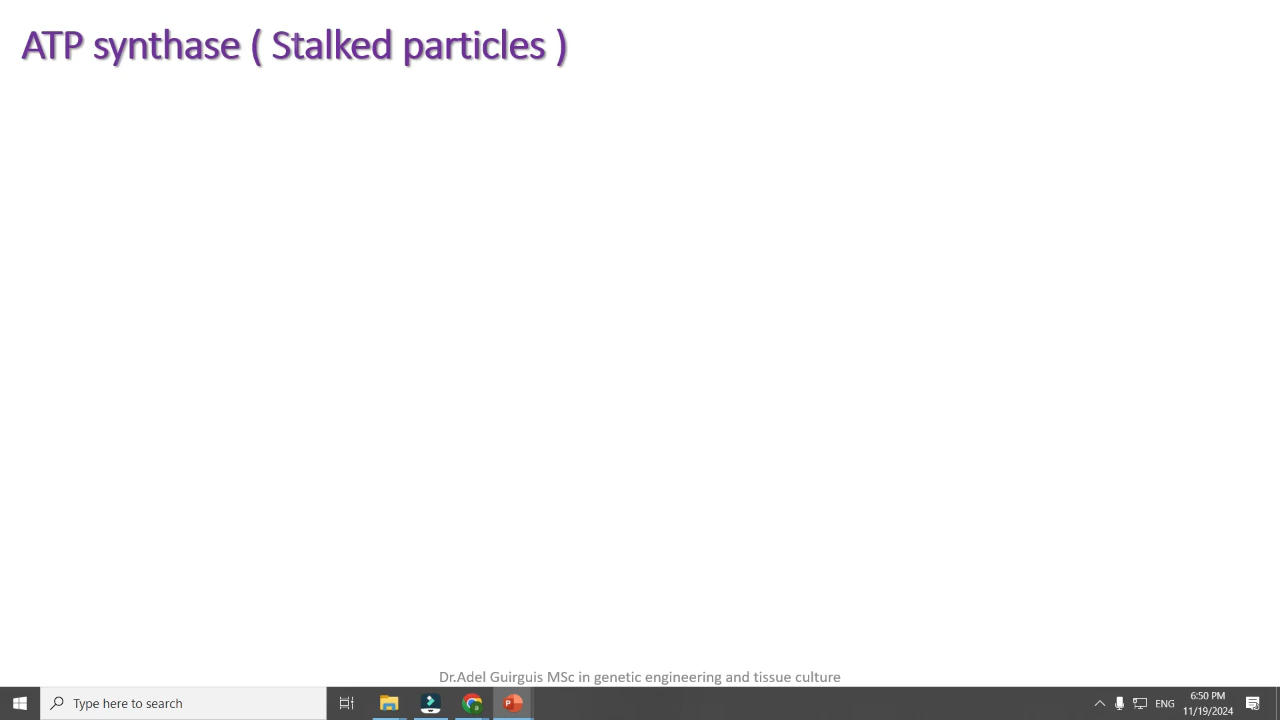 ATP synthase ( Stalked particles )
Dr.Adel Guirguis MSc in genetic engineering and tissue culture
Type here to search
ENG
6:50 PM
11/19/2024